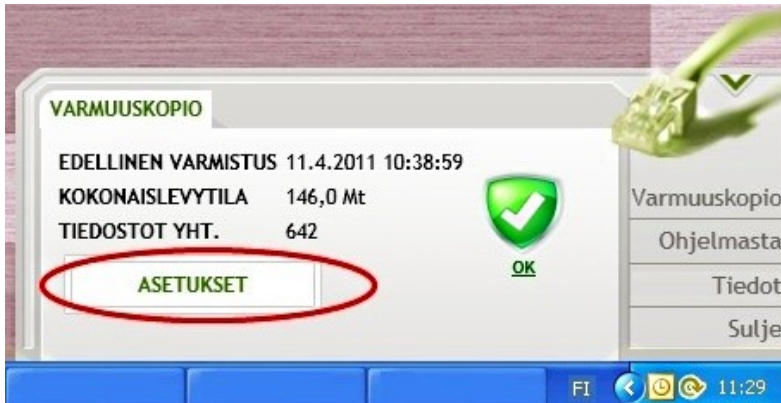 VARMUUSKOPIO
EDELLINEN VARMISTUS 11.4.2011 10:38:59
KOKONAISLEVYTILA 146,0 Mt
TIEDOSTOT YHT. 642
ASETUKSET
OK
Varmuuskopio
Ohjelmasta
Tiedot
Sulje
FI 11:29